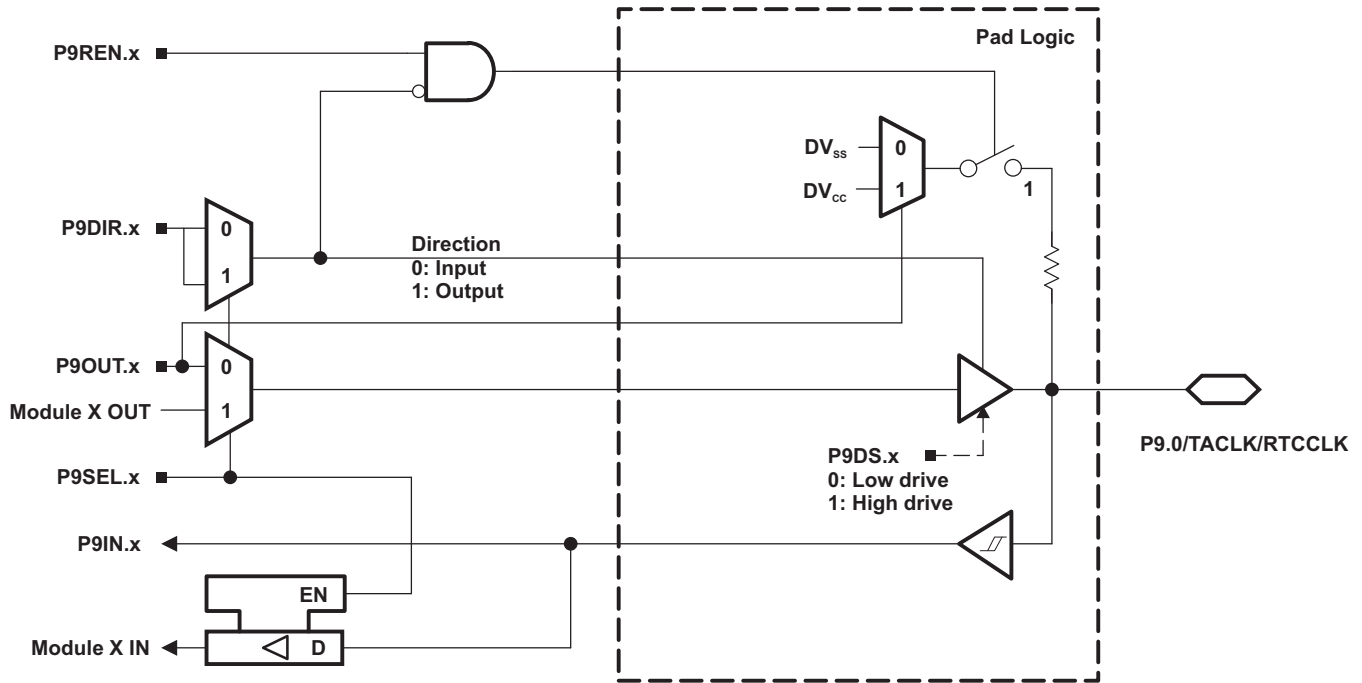 P9REN.x
Pad Logic
DVss
0
DVcc
1
1
P9DIR.x
0
1
Direction
0: Input
1: Output
P9OUT.x
0
Module X OUT
1
P9DS.x
0: Low drive
1: High drive
P9.0/TACLK/RTCCLK
P9SEL.x
P9IN.x
EN
Module X IN
D